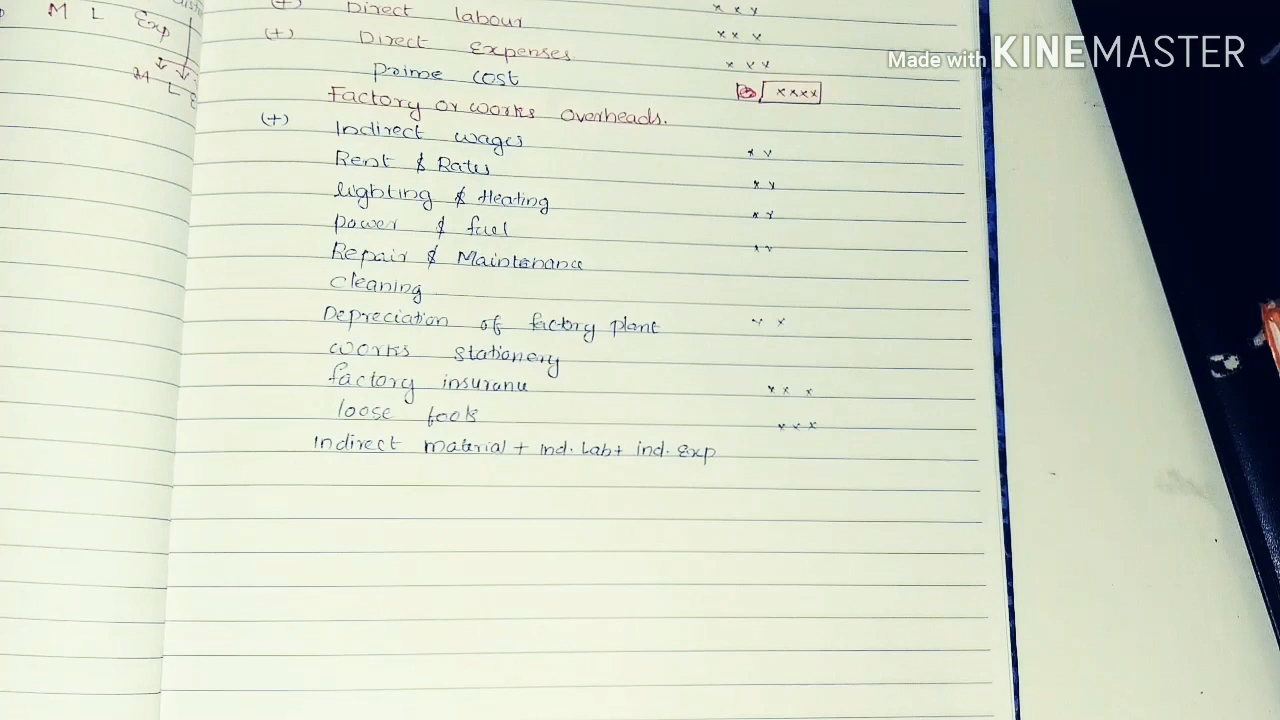 M L Exp
M L E
(+) Direct labour x x y
(+) Direct expenses x x x
prime cost x v v
xxxx
Factory or works overheads.
(+) Indirect wages
Rent & Rates x v
lighting & Heating x y
power & fuel x y
Repair & Maintenance x v
cleaning
Depreciation of factory plant v x
works stationery
factory insurance x x x
loose tools x x x
Indirect material + ind. Lab + ind. Exp
Made with KINEMASTER